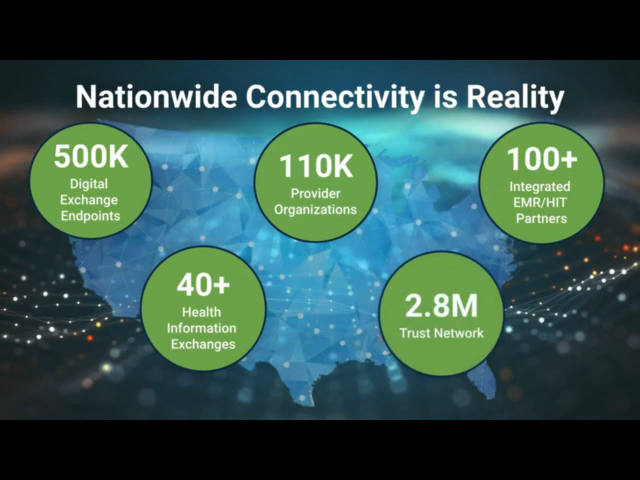 Nationwide Connectivity is Reality
500K
Digital
Exchange
Endpoints
110K
Provider
Organizations
100+
Integrated
EMR/HIT
Partners
40+
Health
Information
Exchanges
2.8M
Trust Network